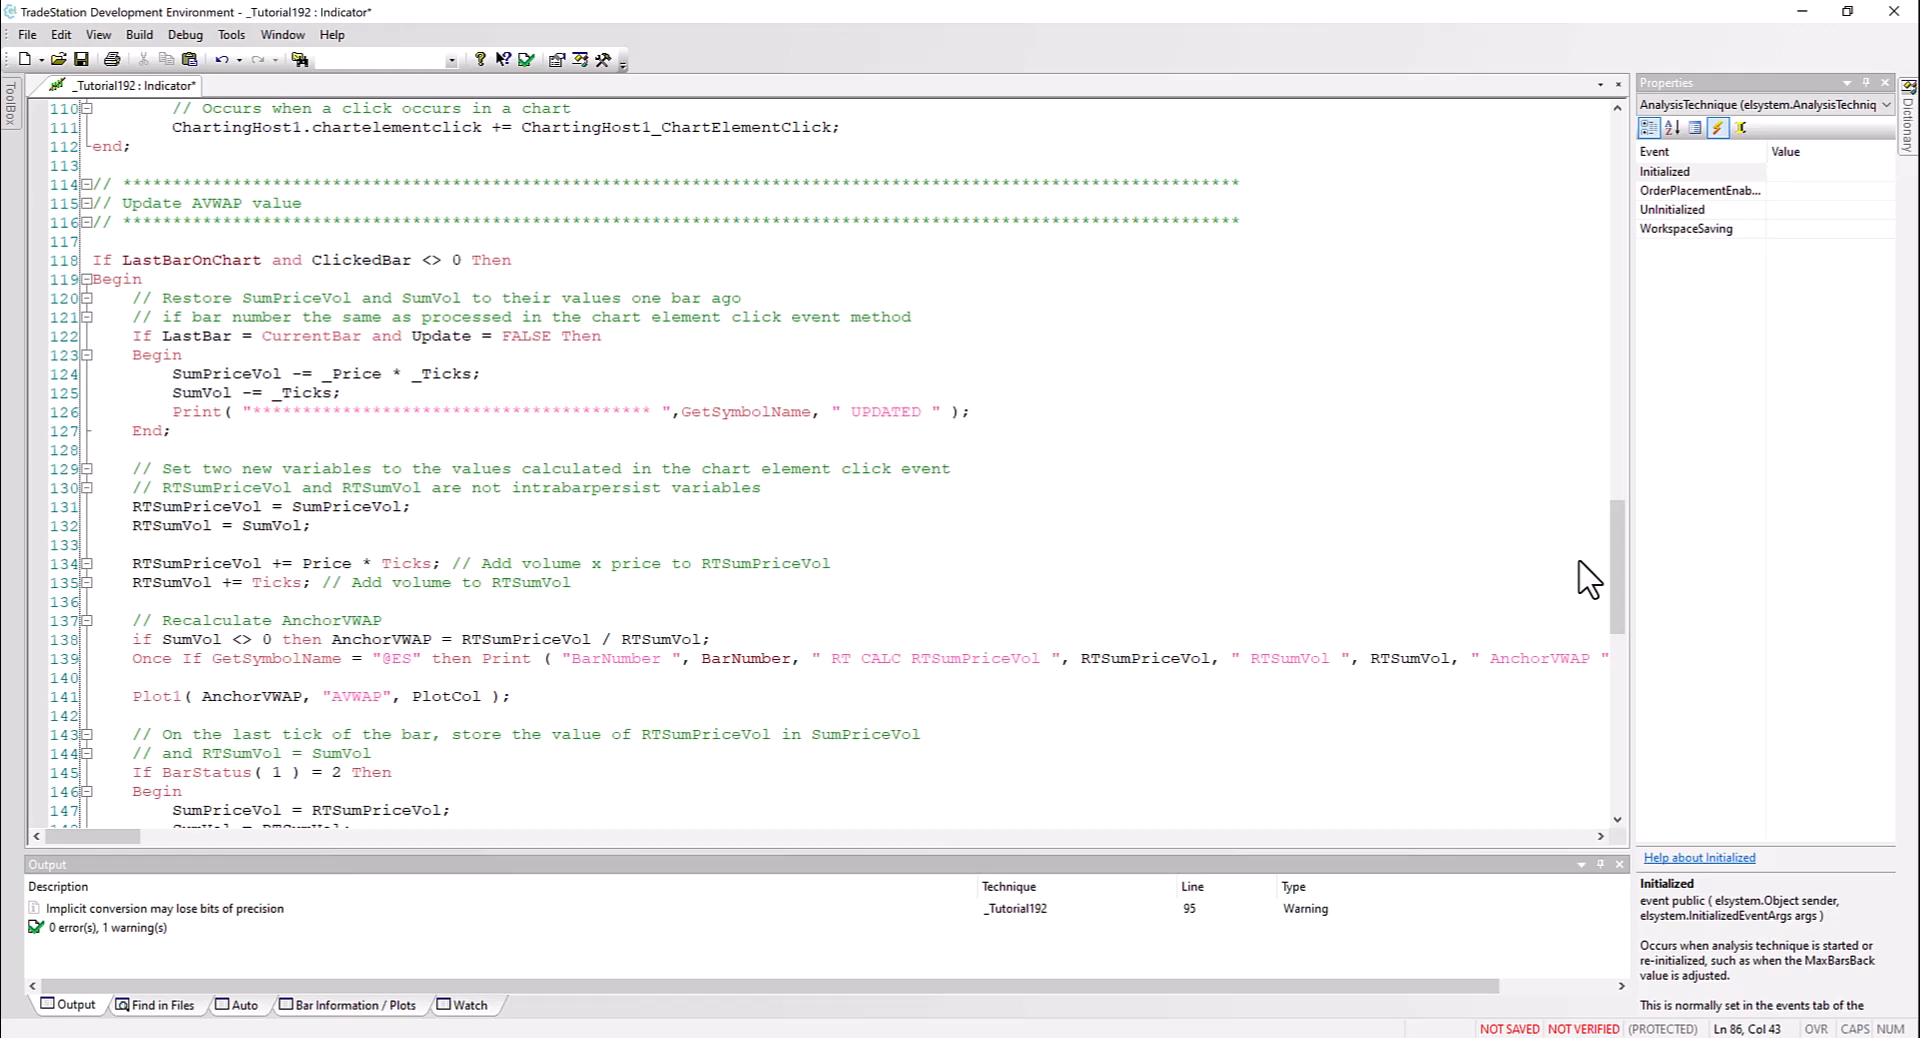 TradeStation Development Environment - _Tutorial192 : Indicator*
File Edit View Build Debug Tools Window Help
ToolBox
_Tutorial192 : Indicator*
110 // Occurs when a click occurs in a chart
111 ChartingHost1.chartelementclick += ChartingHost1_ChartElementClick;
112 end;
113
114 // ****************************************************************************************************************
115 // Update AVWAP value
116 // ****************************************************************************************************************
117
118 If LastBarOnChart and ClickedBar <> 0 Then
119 Begin
120 // Restore SumPriceVol and SumVol to their values one bar ago
121 // if bar number the same as processed in the chart element click event method
122 If LastBar = CurrentBar and Update = FALSE Then
123 Begin
124 SumPriceVol -= _Price * _Ticks;
125 SumVol -= _Ticks;
126 Print( "**************************************** ",GetSymbolName, " UPDATED " );
127 End;
128
129 // Set two new variables to the values calculated in the chart element click event
130 // RTSumPriceVol and RTSumVol are not intrabarpersist variables
131 RTSumPriceVol = SumPriceVol;
132 RTSumVol = SumVol;
133
134 RTSumPriceVol += Price * Ticks; // Add volume x price to RTSumPriceVol
135 RTSumVol += Ticks; // Add volume to RTSumVol
136
137 // Recalculate AnchorVWAP
138 if SumVol <> 0 then AnchorVWAP = RTSumPriceVol / RTSumVol;
139 Once If GetSymbolName = "@ES" then Print ( "BarNumber ", BarNumber, " RT CALC RTSumPriceVol ", RTSumPriceVol, " RTSumVol ", RTSumVol, " AnchorVWAP "
140
141 Plot1( AnchorVWAP, "AVWAP", PlotCol );
142
143 // On the last tick of the bar, store the value of RTSumPriceVol in SumPriceVol
144 // and RTSumVol = SumVol
145 If BarStatus( 1 ) = 2 Then
146 Begin
147 SumPriceVol = RTSumPriceVol;
148 SumVol = RTSumVol;
Properties
AnalysisTechnique (elsystem.AnalysisTechniq
Event Value
Initialized
OrderPlacementEnab...
UnInitialized
WorkspaceSaving
Help about Initialized
Initialized
event public ( elsystem.Object sender,
elsystem.InitializedEventArgs args )
Occurs when analysis technique is started or
re-initialized, such as when the MaxBarsBack
value is adjusted.
This is normally set in the events tab of the
Dictionary
Output
Description Technique Line Type
Implicit conversion may lose bits of precision _Tutorial192 95 Warning
0 error(s), 1 warning(s)
Output Find in Files Auto Bar Information / Plots Watch
NOT SAVED NOT VERIFIED (PROTECTED) Ln 86, Col 43 OVR CAPS NUM